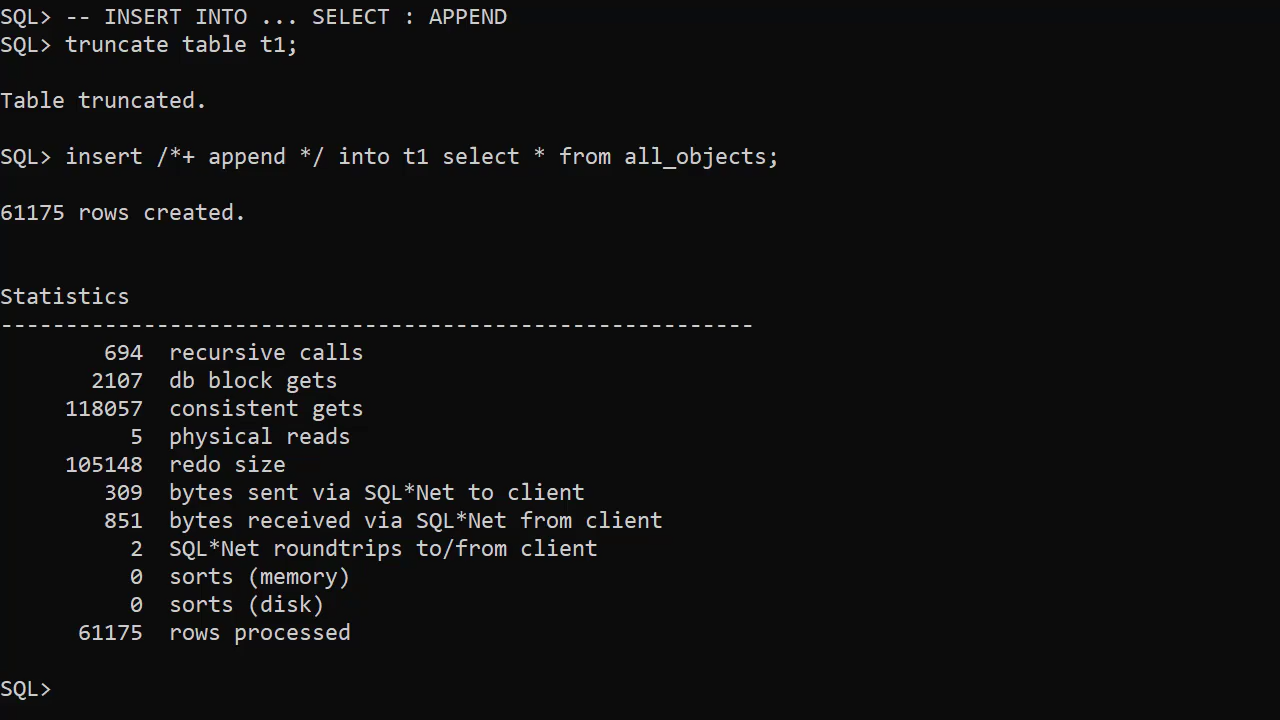 SQL> -- INSERT INTO ... SELECT : APPEND
SQL> truncate table t1;
Table truncated.
SQL> insert /*+ append */ into t1 select * from all_objects;
61175 rows created.
Statistics
----------------------------------------------------------
694  recursive calls
2107  db block gets
118057  consistent gets
5  physical reads
105148  redo size
309  bytes sent via SQL*Net to client
851  bytes received via SQL*Net from client
2  SQL*Net roundtrips to/from client
0  sorts (memory)
0  sorts (disk)
61175  rows processed
SQL>